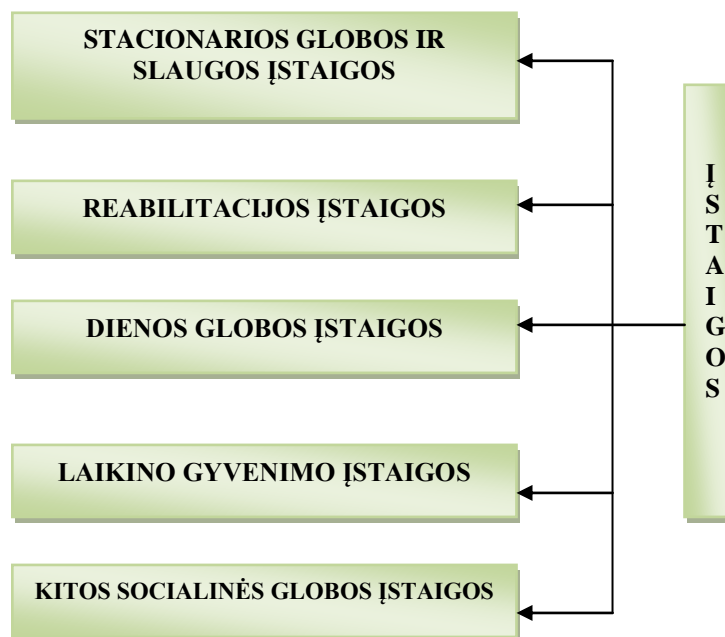 STACIONARIOS GLOBOS IR
SLAUGOS ĮSTAIGOS
REABILITACIJOS ĮSTAIGOS
DIENOS GLOBOS ĮSTAIGOS
LAIKINO GYVENIMO ĮSTAIGOS
KITOS SOCIALINĖS GLOBOS ĮSTAIGOS
Į
S
T
A
I
G
O
S